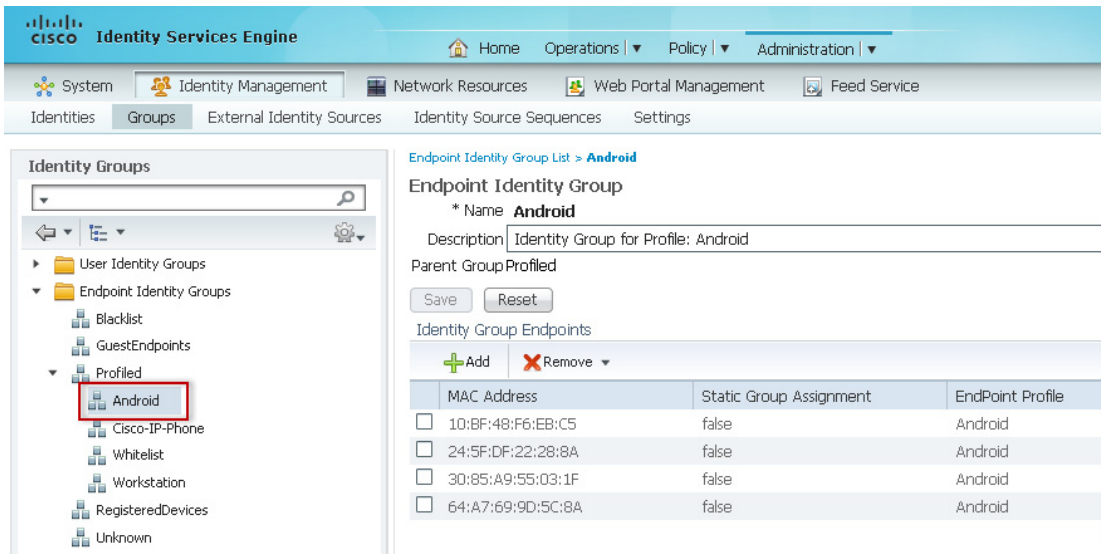 CISCO Identity Services Engine
Home Operations | ▼ Policy | ▼ Administration | ▼
System Identity Management Network Resources Web Portal Management Feed Service
Identities Groups External Identity Sources Identity Source Sequences Settings
Identity Groups
User Identity Groups
Endpoint Identity Groups
Blacklist
GuestEndpoints
Profiled
Android
Cisco-IP-Phone
Whitelist
Workstation
RegisteredDevices
Unknown
Endpoint Identity Group List > Android
Endpoint Identity Group
* Name Android
Description Identity Group for Profile: Android
Parent Group Profiled
Save Reset
Identity Group Endpoints
Add Remove ▼
MAC Address Static Group Assignment EndPoint Profile
10:BF:48:F6:EB:C5 false Android
24:5F:DF:22:28:8A false Android
30:85:A9:55:03:1F false Android
64:A7:69:9D:5C:8A false Android